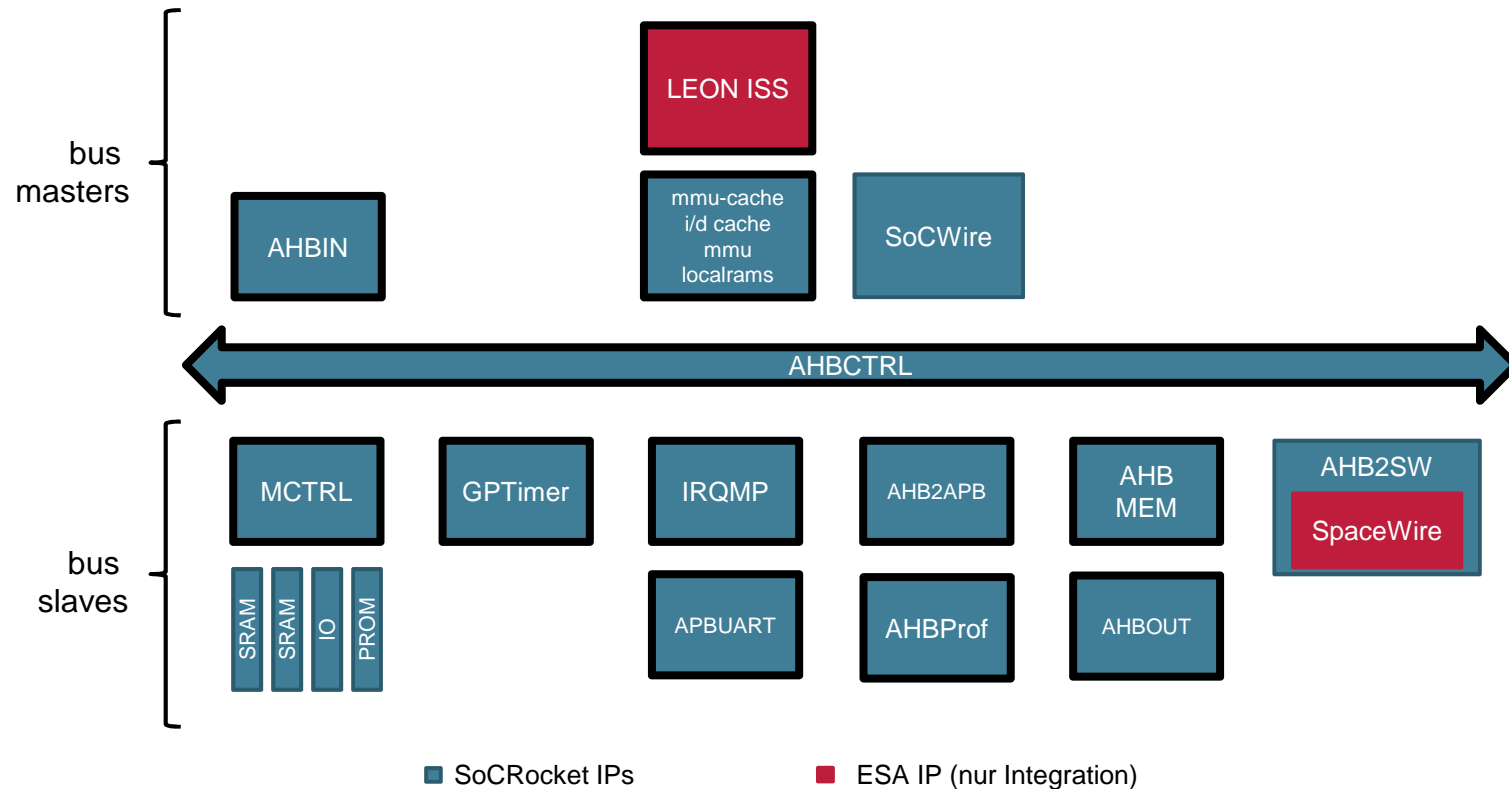 bus
masters
LEON ISS
AHBIN
mmu-cache
i/d cache
mmu
localrams
SoCWire
AHBCTRL
bus
slaves
MCTRL
GPTimer
IRQMP
AHB2APB
AHB
MEM
AHB2SW
SpaceWire
SRAM
SRAM
IO
PROM
APBUART
AHBProf
AHBOUT
SoCRocket IPs
ESA IP (nur Integration)